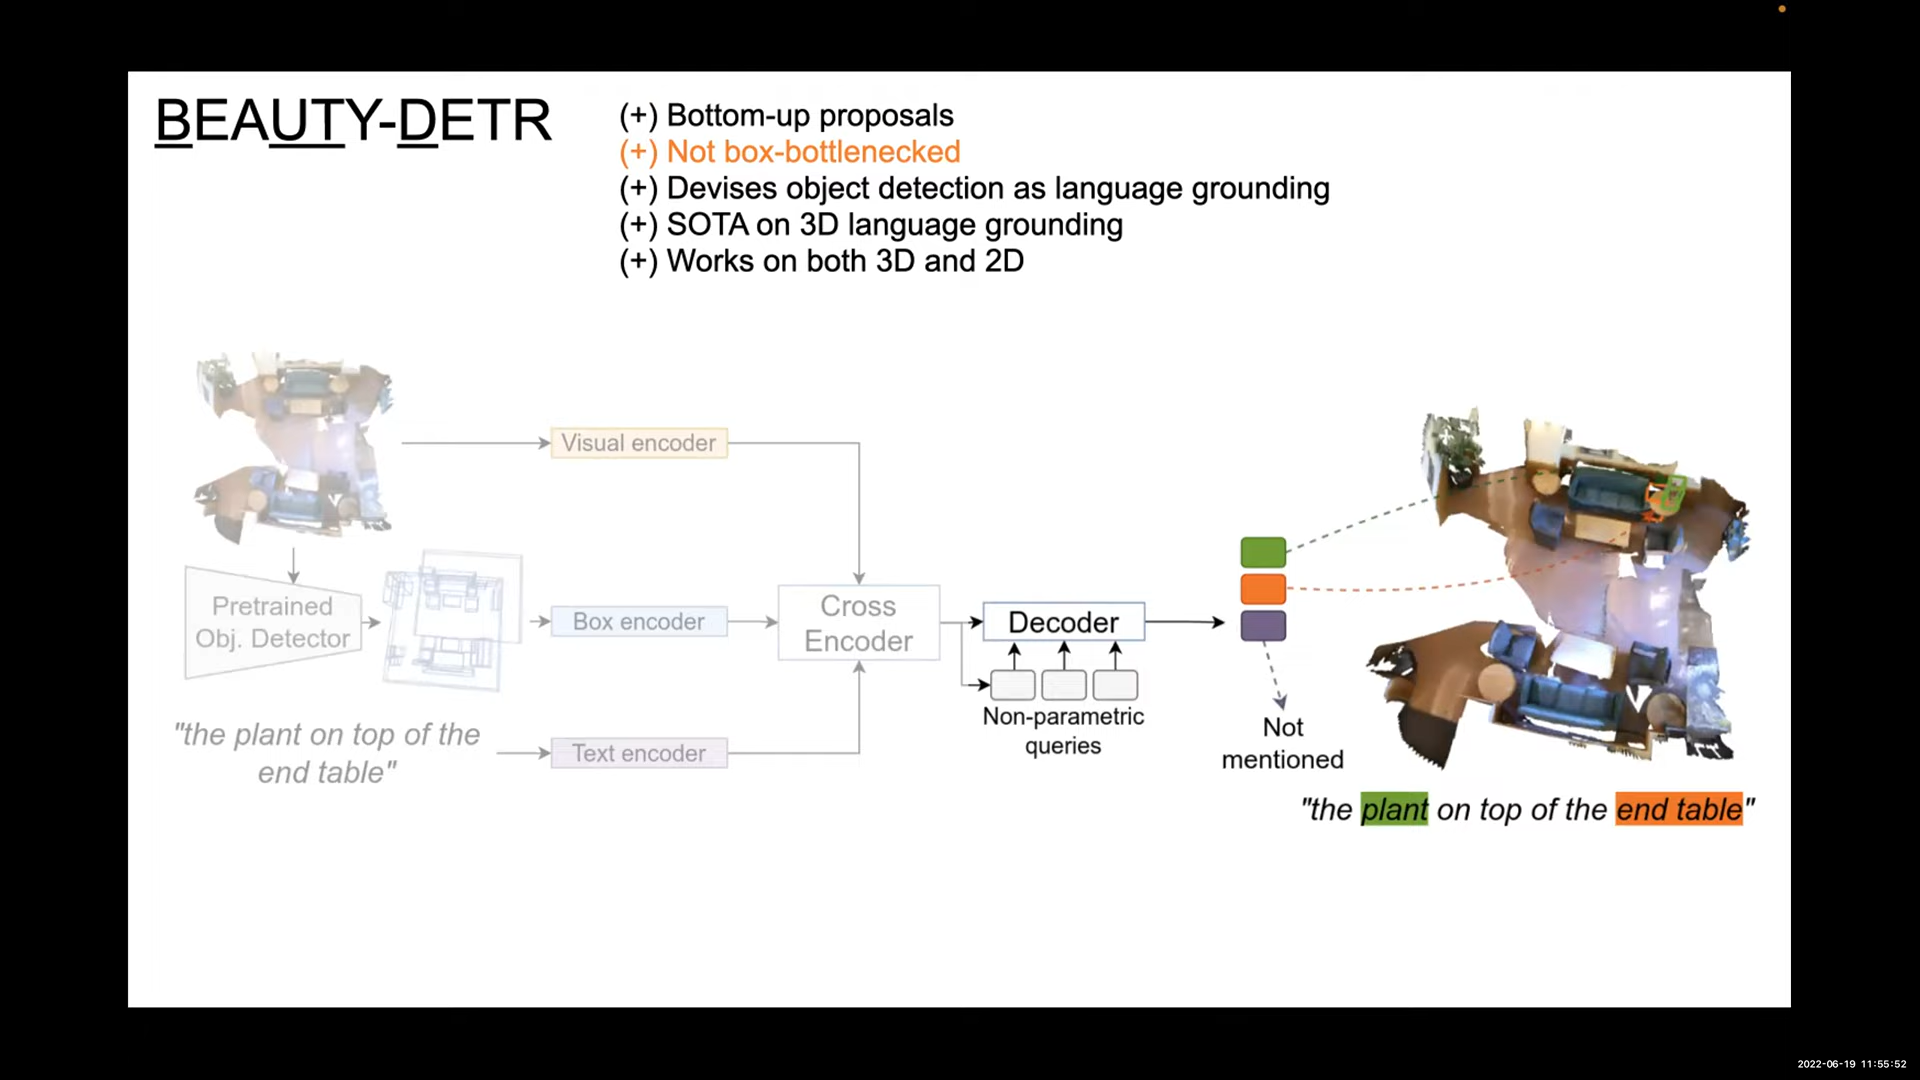 BEAUTY-DETR
(+) Bottom-up proposals
(+) Not box-bottlenecked
(+) Devises object detection as language grounding
(+) SOTA on 3D language grounding
(+) Works on both 3D and 2D
Visual encoder
Pretrained
Obj. Detector
Box encoder
Cross
Encoder
Decoder
Non-parametric
queries
"the plant on top of the
end table"
Text encoder
Not
mentioned
"the plant on top of the end table"
2022-06-19 11:55:52